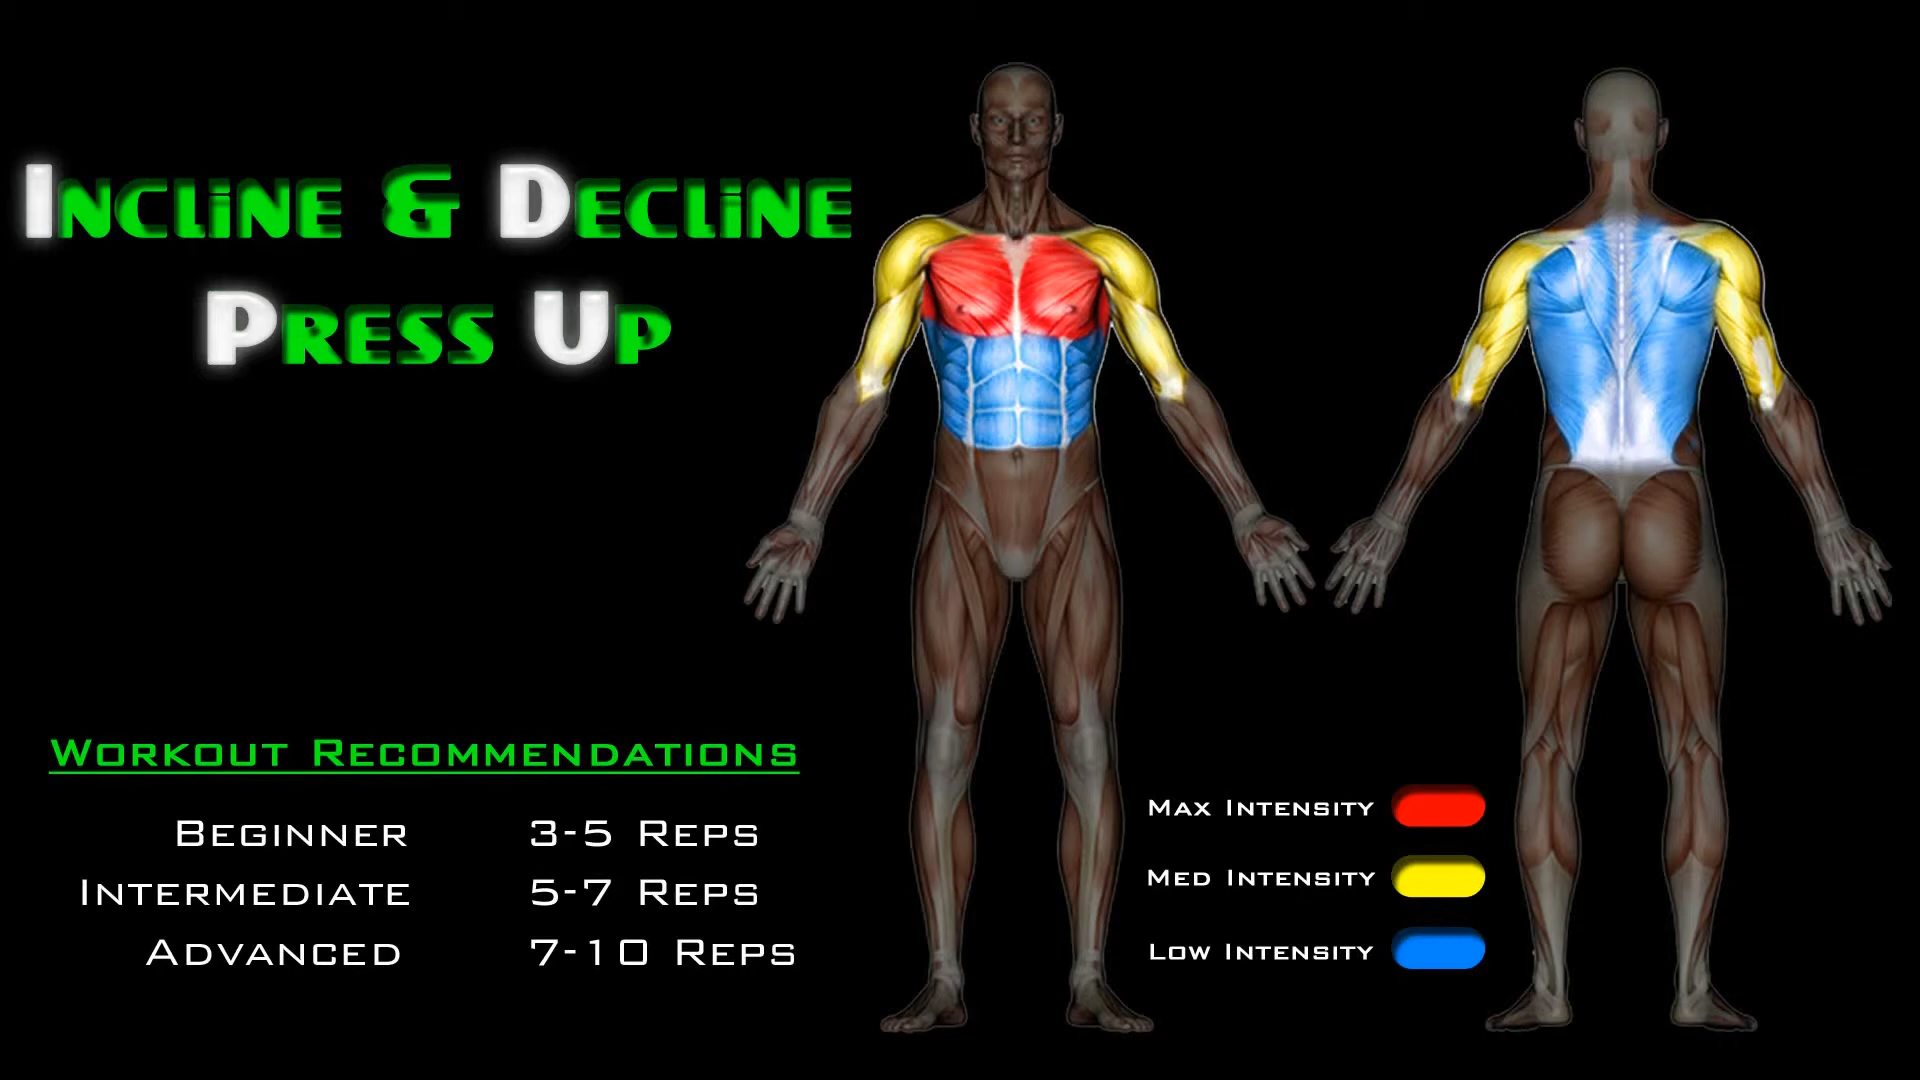 Incline & Decline
Press Up
Workout Recommendations
Beginner 3-5 Reps
Intermediate 5-7 Reps
Advanced 7-10 Reps
Max Intensity
Med Intensity
Low Intensity